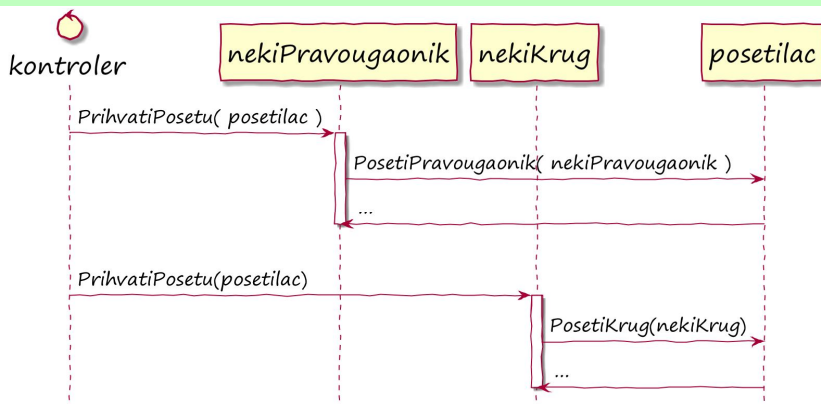 kontroler
nekiPravougaonik
nekiKrug
posetilac
PrihvatiPosetu( posetilac )
PosetiPravougaonik( nekiPravougaonik )
...
PrihvatiPosetu(posetilac)
PosetiKrug(nekiKrug)
...